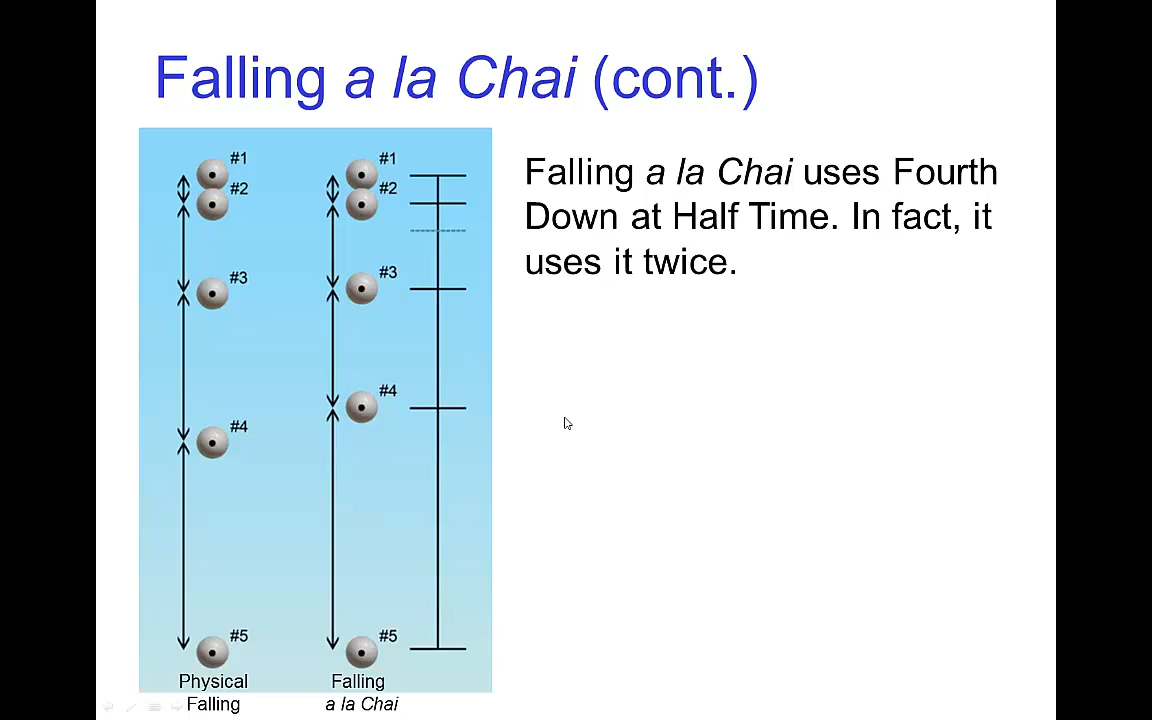 Falling a la Chai (cont.)
#1
#2
#3
#4
#5
Physical
Falling
#1
#2
#3
#4
#5
Falling
a la Chai
Falling a la Chai uses Fourth
Down at Half Time. In fact, it
uses it twice.